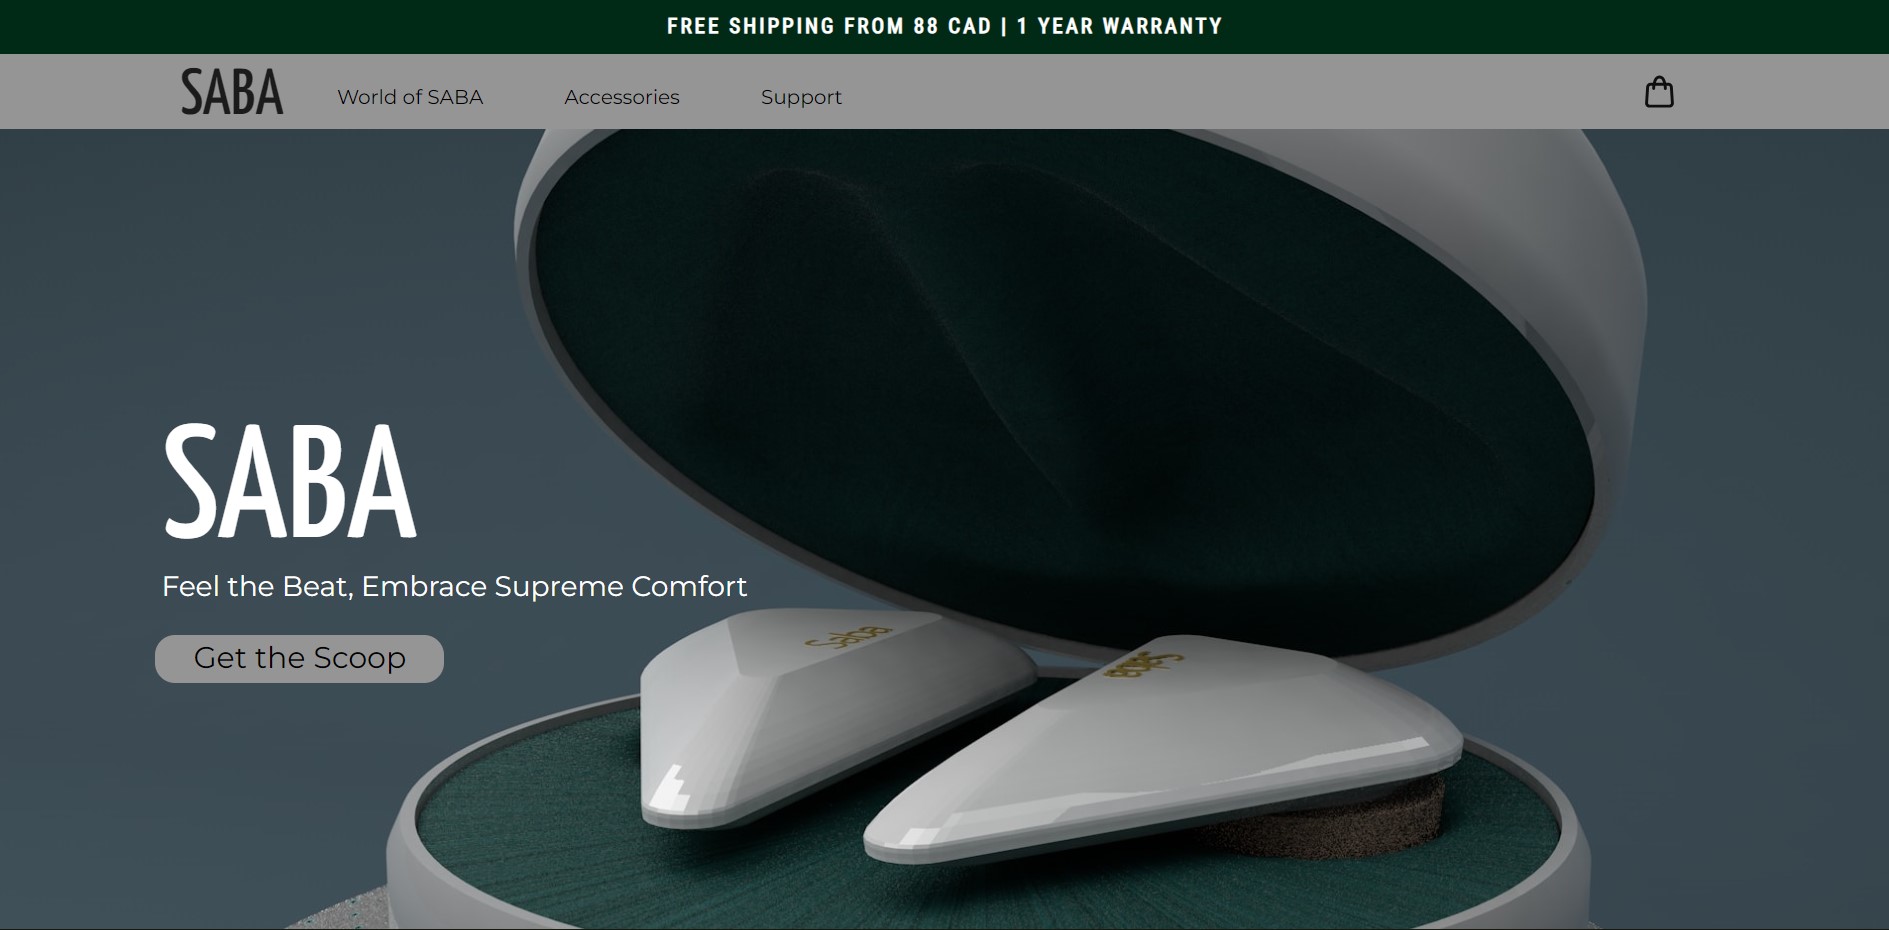 FREE SHIPPING FROM 88 CAD | 1 YEAR WARRANTY
SABA
World of SABA
Accessories
Support
SABA
Feel the Beat, Embrace Supreme Comfort
Get the Scoop
Saba
Saba